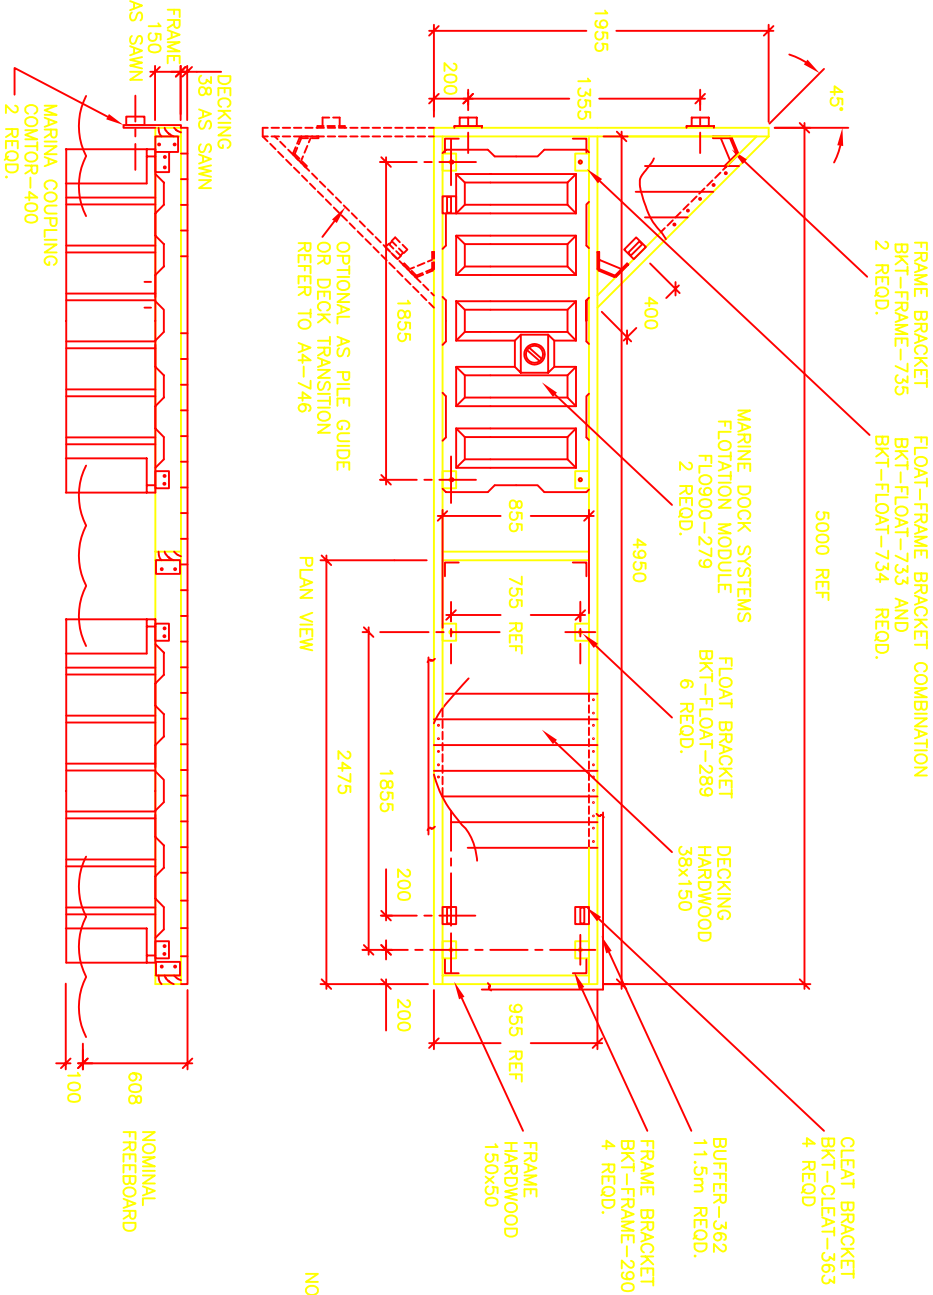 FRAME BRACKET
BKT-FRAME-735
2 REQD.
FLOAT-FRAME BRACKET COMBINATION
BKT-FLOAT-733 AND
BKT-FLOAT-734 REQD.
CLEAT BRACKET
BKT-CLEAT-363
4 REQD
45°
5000 REF
MARINE DOCK SYSTEMS
FLOTATION MODULE
FLO900-279
2 REQD.
FLOAT BRACKET
BKT-FLOAT-289
6 REQD.
DECKING
HARDWOOD
38x150
BUFFER-362
11.5m REQD.
FRAME BRACKET
BKT-FRAME-290
4 REQD.
1955
1355
200
400
4950
855
755 REF
955 REF
FRAME
HARDWOOD
150x50
1855
1855
200
2475
200
OPTIONAL AS PILE GUIDE
OR DECK TRANSITION
REFER TO A4-746
PLAN VIEW
NO
DECKING
38 AS SAWN
FRAME
150
AS SAWN
608
NOMINAL
FREEBOARD
100
MARINA COUPLING
COMTOR-400
2 REQD.